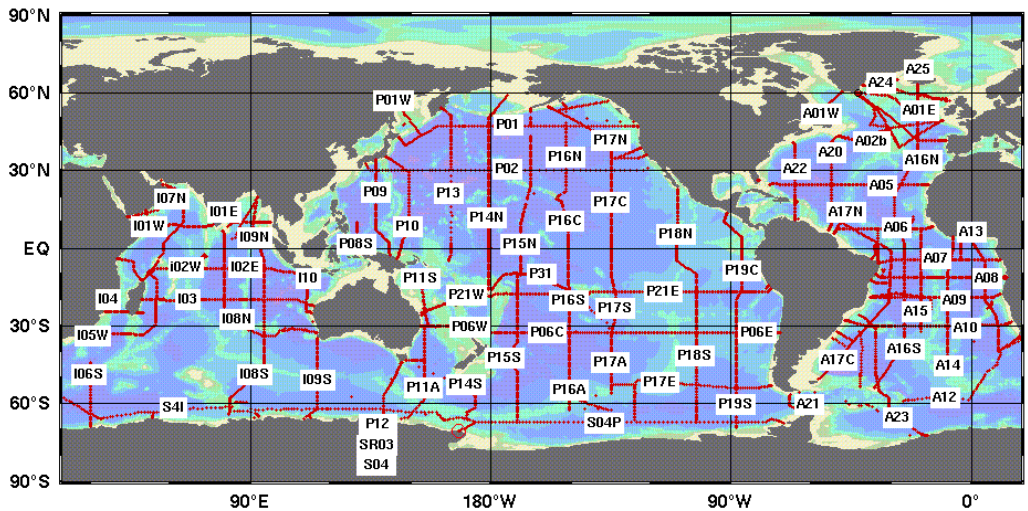 90°N
A25
A24
60°N
P01W
A01W
A01E
P01
P17N
A02b
A20
P16N
A16N
30°N
P02
A22
A05
I07N
P09
P13
P17C
I01E
A17N
I01W
P14N
P16C
A06
P10
P18N
A13
I09N
P08S
P15N
EQ
A07
I02W
I02E
I10
P11S
P31
P19C
A08
I04
I03
P21W
P16S
P21E
A09
P17S
A15
I08N
30°S
I05W
P06W
P06C
P06E
A10
P15S
P17A
P18S
A17C
A16S
A14
I06S
I08S
I09S
P11A
P14S
P17E
P16A
A12
60°S
S4I
P19S
A21
A23
P12
S04P
SR03
S04
90°S
90°E
180°W
90°W
0°